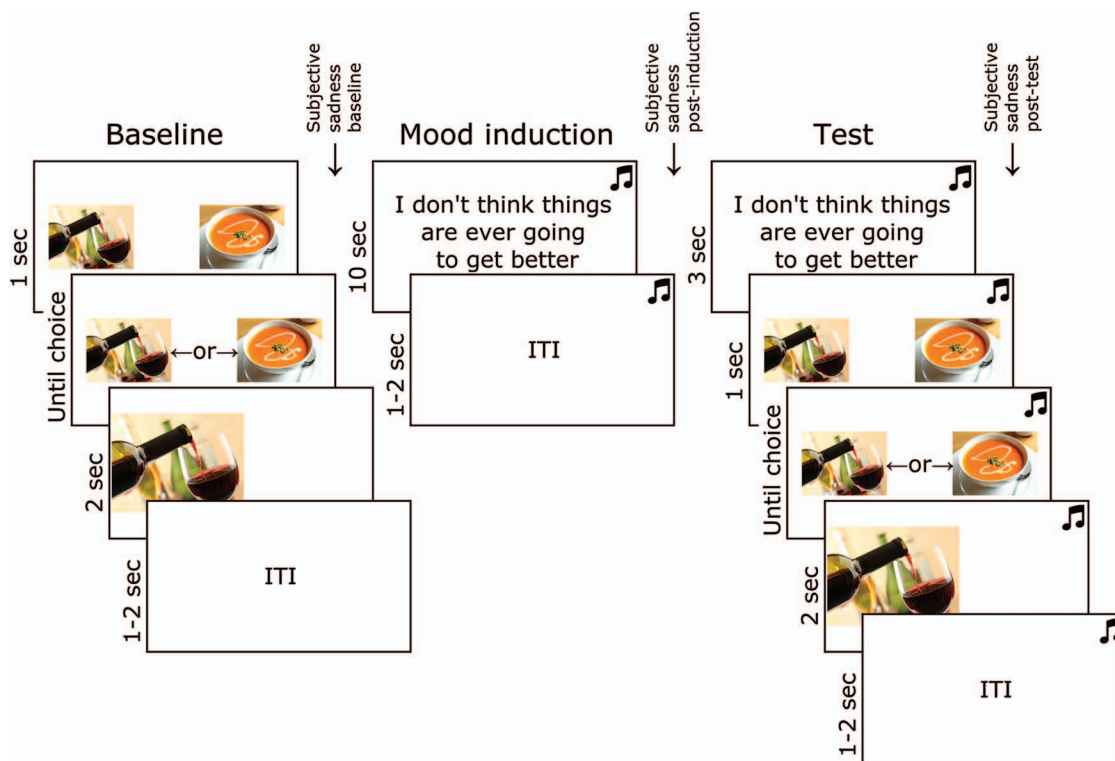 Subjective
sadness
baseline
Baseline
1 sec
Until choice
←or→
2 sec
1-2 sec
ITI
Subjective
sadness
post-induction
Mood induction
10 sec
I don't think things
are ever going
to get better
1-2 sec
ITI
Subjective
sadness
post-test
Test
3 sec
I don't think things
are ever going
to get better
1 sec
Until choice
←or→
2 sec
1-2 sec
ITI